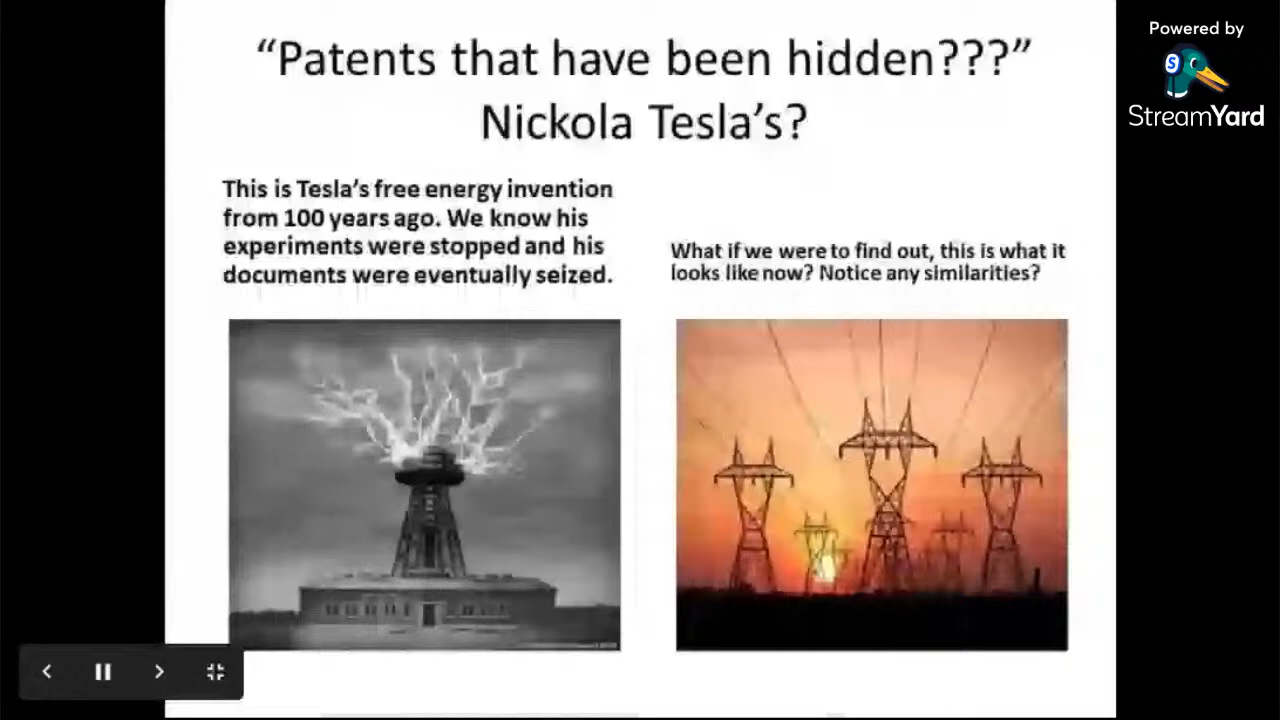 “Patents that have been hidden???”
Nickola Tesla’s?
This is Tesla’s free energy invention
from 100 years ago. We know his
experiments were stopped and his
documents were eventually seized.
What if we were to find out, this is what it
looks like now? Notice any similarities?
Powered by
S
StreamYard